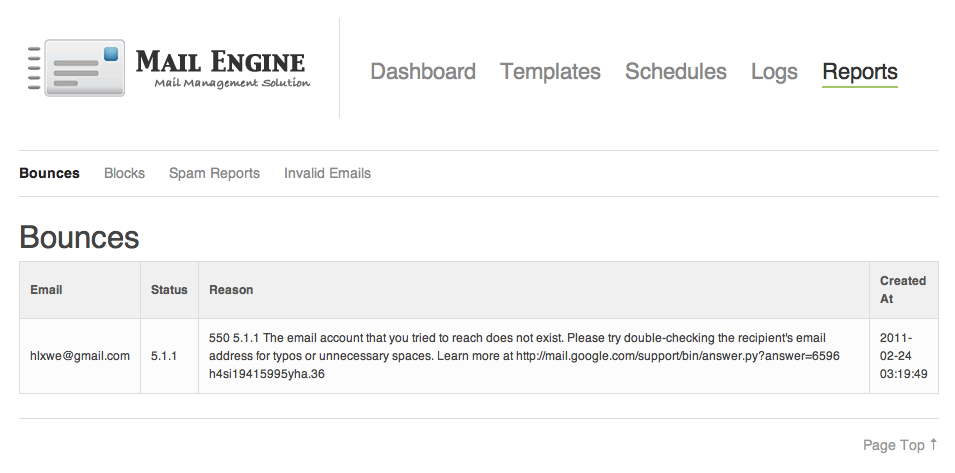 MAIL ENGINE
Mail Management Solution
Dashboard Templates Schedules Logs Reports
Bounces Blocks Spam Reports Invalid Emails
Bounces
Email Status Reason Created
At
hlxwe@gmail.com 5.1.1 550 5.1.1 The email account that you tried to reach does not exist. Please try double-checking the recipient's email
address for typos or unnecessary spaces. Learn more at http://mail.google.com/support/bin/answer.py?answer=6596
h4si19415995yha.36
2011-
02-24
03:19:49
Page Top ↑